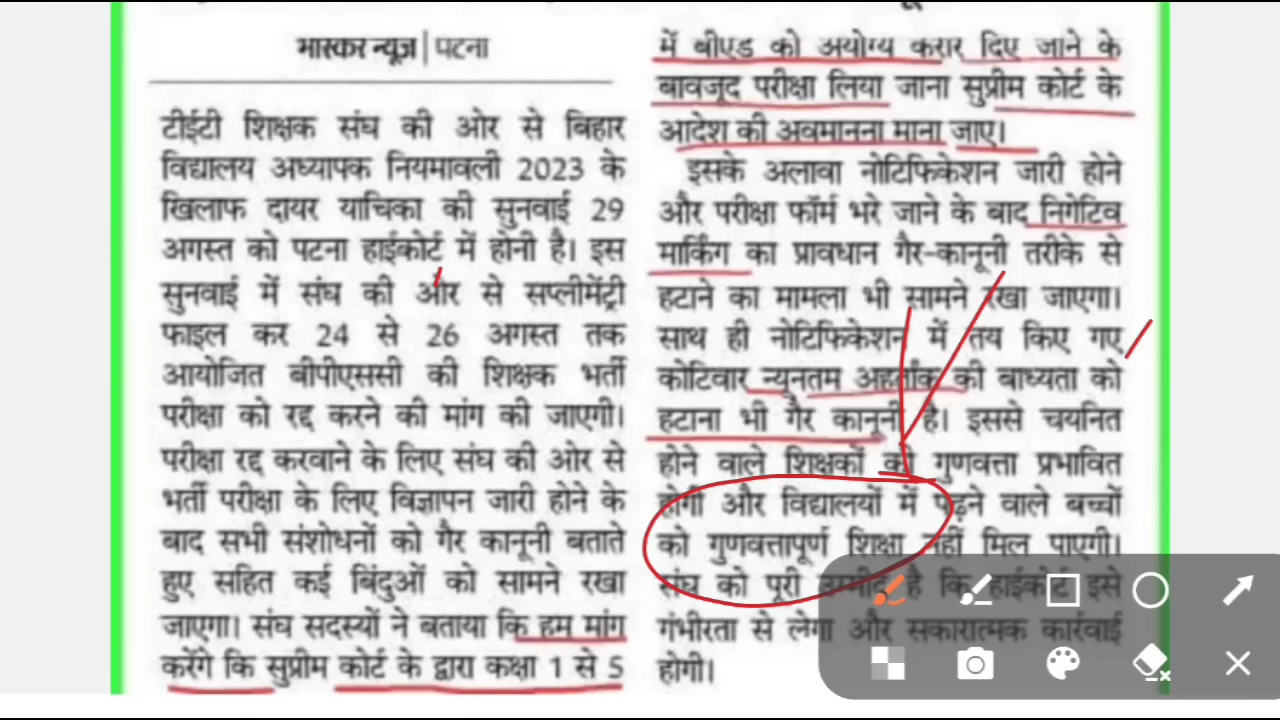 भास्कर न्यूज | पटना
टीईटी शिक्षक संघ की ओर से बिहार
विद्यालय अध्यापक नियमावली 2023 के
खिलाफ दायर याचिका की सुनवाई 29
अगस्त को पटना हाईकोर्ट में होनी है। इस
सुनवाई में संघ की ओर से सप्लीमेंट्री
फाइल कर 24 से 26 अगस्त तक
आयोजित बीपीएससी की शिक्षक भर्ती
परीक्षा को रद्द करने की मांग की जाएगी।
परीक्षा रद्द करवाने के लिए संघ की ओर से
भर्ती परीक्षा के लिए विज्ञापन जारी होने के
बाद सभी संशोधनों को गैर कानूनी बताते
हुए सहित कई बिंदुओं को सामने रखा
जाएगा। संघ सदस्यों ने बताया कि हम मांग
करेंगे कि सुप्रीम कोर्ट के द्वारा कक्षा 1 से 5
में बीएड को अयोग्य करार दिए जाने के
बावजूद परीक्षा लिया जाना सुप्रीम कोर्ट के
आदेश की अवमानना माना जाए।
इसके अलावा नोटिफिकेशन जारी होने
और परीक्षा फॉर्म भरे जाने के बाद निगेटिव
मार्किंग का प्रावधान गैर-कानूनी तरीके से
हटाने का मामला भी सामने रखा जाएगा।
साथ ही नोटिफिकेशन में तय किए गए
कोटिवार न्यूनतम अहर्तांक की बाध्यता को
हटाना भी गैर कानूनी है। इससे चयनित
होने वाले शिक्षकों की गुणवत्ता प्रभावित
होगी और विद्यालयों में पढ़ने वाले बच्चों
को गुणवत्तापूर्ण शिक्षा नहीं मिल पाएगी।
संघ को पूरी उम्मीद है कि हाईकोर्ट इसे
गंभीरता से लेगा और सकारात्मक कार्रवाई
होगी।